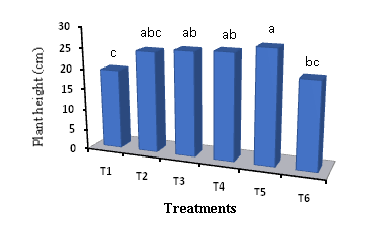 Plant height (cm)
30
25
20
15
10
5
0
c
abc
ab
ab
a
bc
T1
T2
T3
T4
T5
T6
Treatments